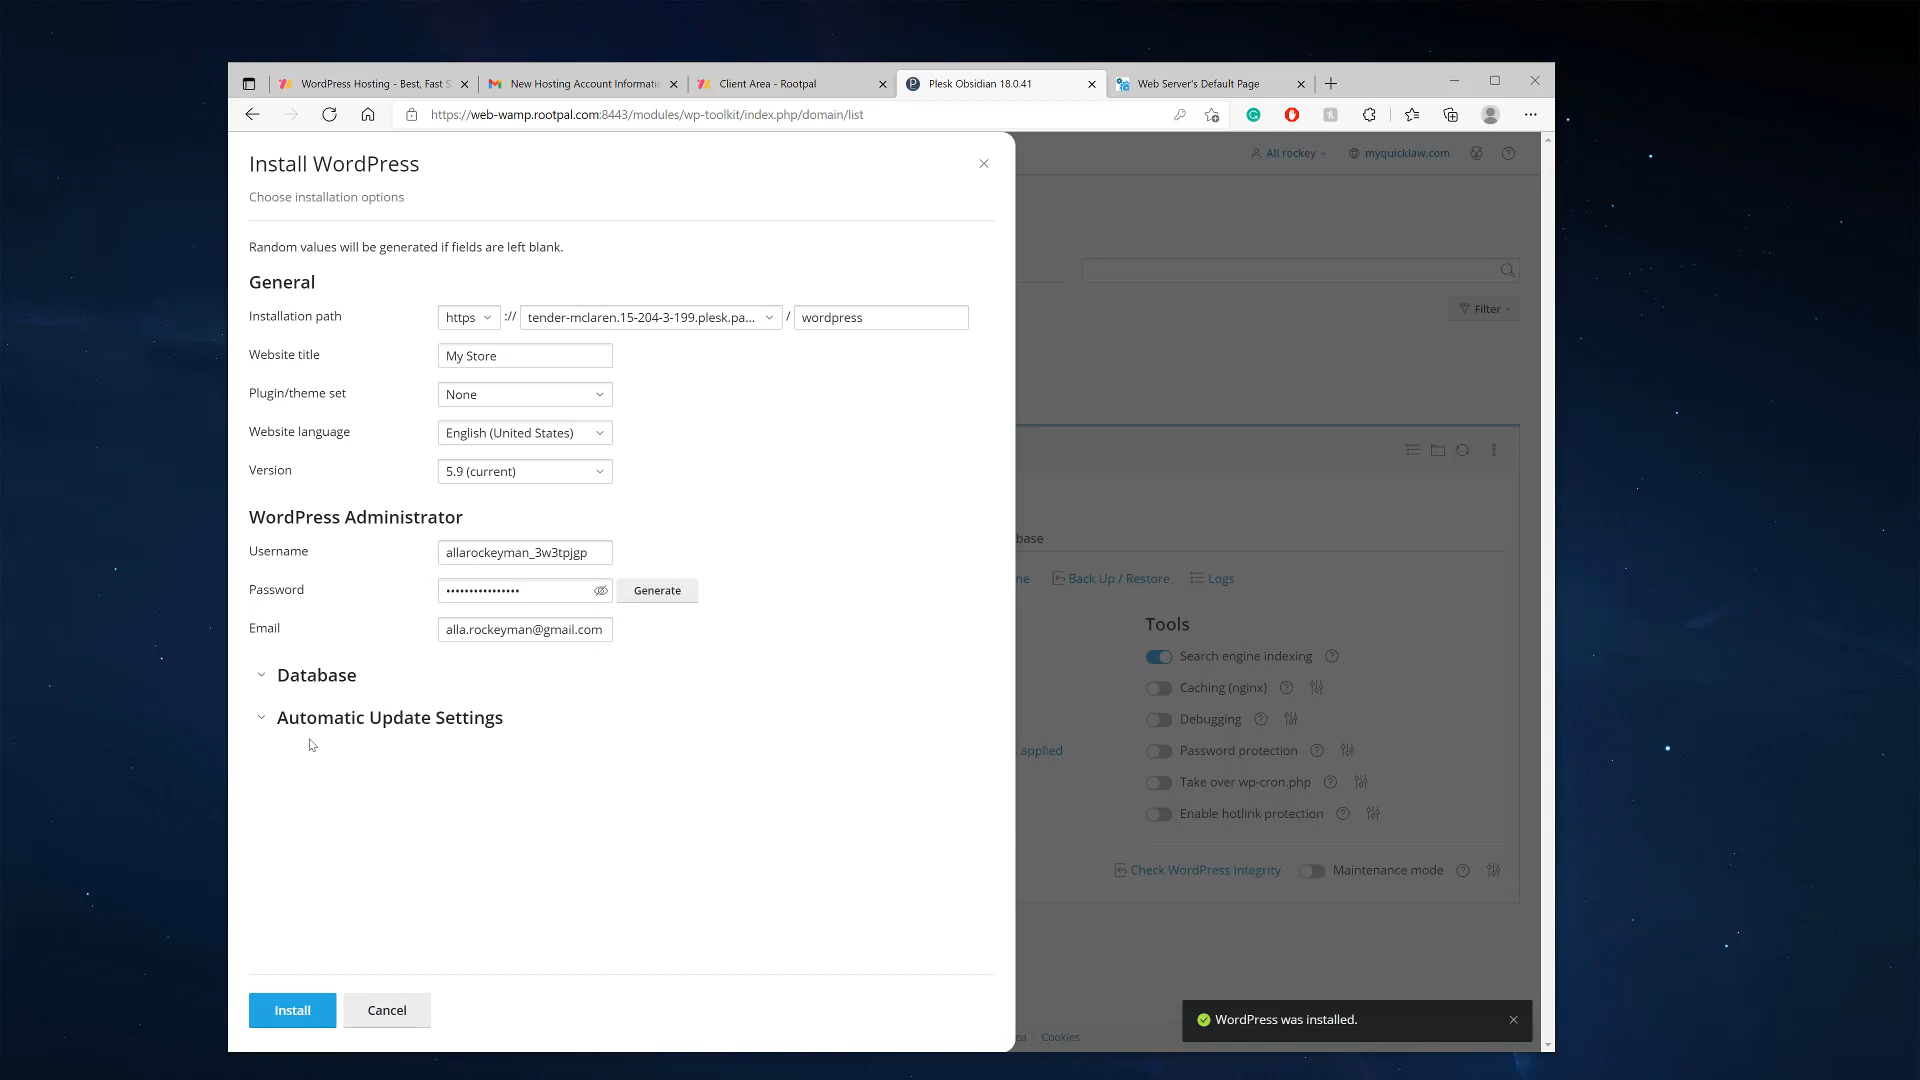 WordPress Hosting - Best, Fast S
New Hosting Account Informatio
Client Area - Rootpal
Plesk Obsidian 18.0.41
Web Server's Default Page
https://web-wamp.rootpal.com:8443/modules/wp-toolkit/index.php/domain/list
Install WordPress
Choose installation options
Random values will be generated if fields are left blank.
General
Installation path
https :// tender-mclaren.15-204-3-199.plesk.pa... / wordpress
Website title
My Store
Plugin/theme set
None
Website language
English (United States)
Version
5.9 (current)
WordPress Administrator
Username
allarockeyman_3w3tpjgp
Password
••••••••••••••••
Generate
Email
alla.rockeyman@gmail.com
Database
Automatic Update Settings
Install
Cancel
All rockey
myquicklaw.com
Filter
base
ne
Back Up / Restore
Logs
Tools
Search engine indexing
Caching (nginx)
Debugging
applied
Password protection
Take over wp-cron.php
Enable hotlink protection
Check WordPress Integrity
Maintenance mode
WordPress was installed.
ea
Cookies